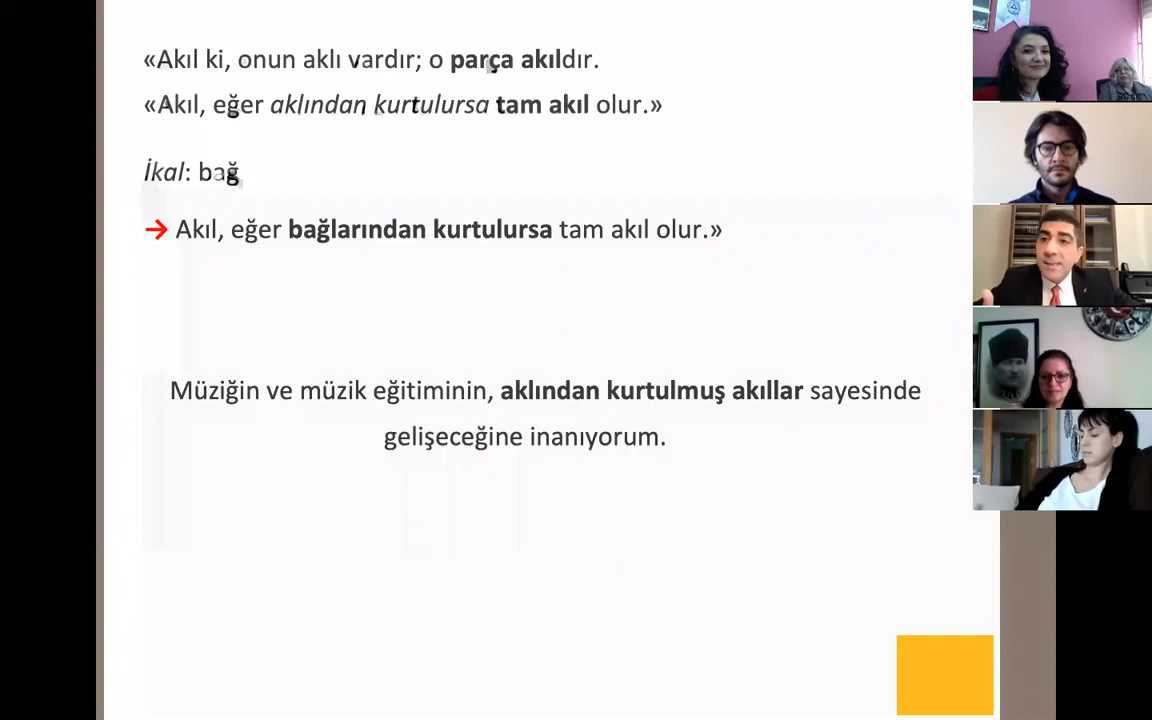 «Akıl ki, onun aklı vardır; o parça akıldır.
«Akıl, eğer aklından kurtulursa tam akıl olur.»
İkal: bağ
→ Akıl, eğer bağlarından kurtulursa tam akıl olur.»
Müziğin ve müzik eğitiminin, aklından kurtulmuş akıllar sayesinde
gelişeceğine inanıyorum.